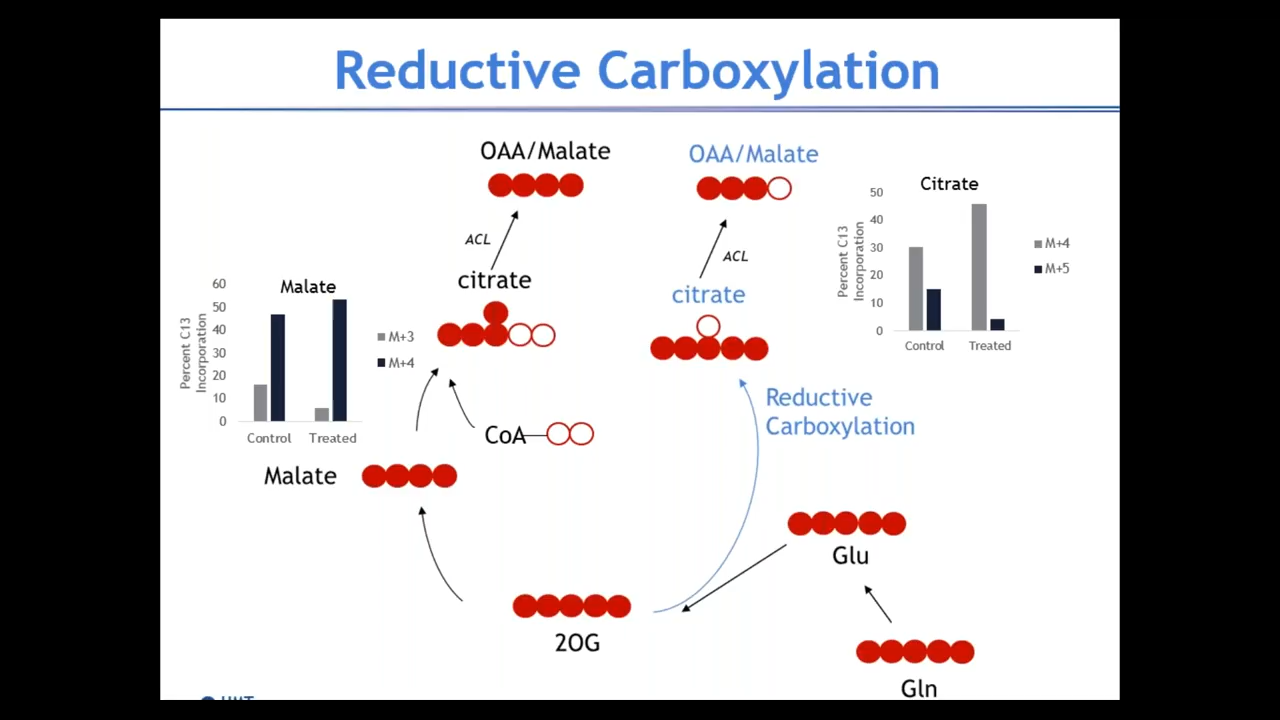 Reductive Carboxylation
OAA/Malate
OAA/Malate
ACL
ACL
citrate
citrate
Citrate
Percent C13
Incorporation
50
40
30
20
10
0
Control
Treated
M+4
M+5
Malate
Percent C13
Incorporation
60
50
40
30
20
10
0
Control
Treated
M+3
M+4
Reductive
Carboxylation
CoA
Malate
Glu
2OG
Gln